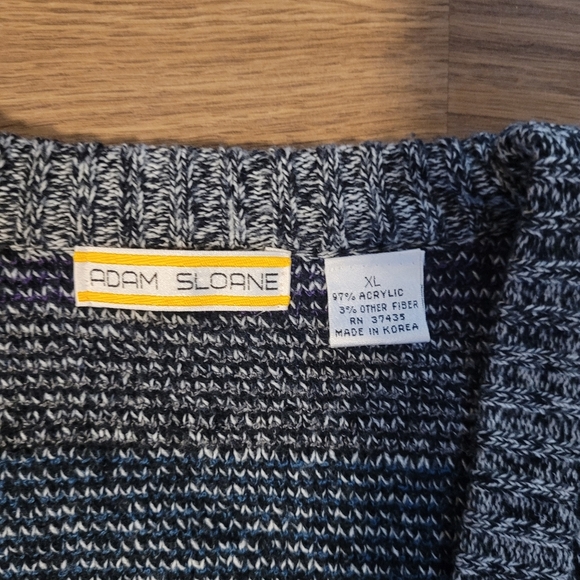 ADAM SLOANE
XL
97% ACRYLIC
3% OTHER FIBER
RN 37435
MADE IN KOREA